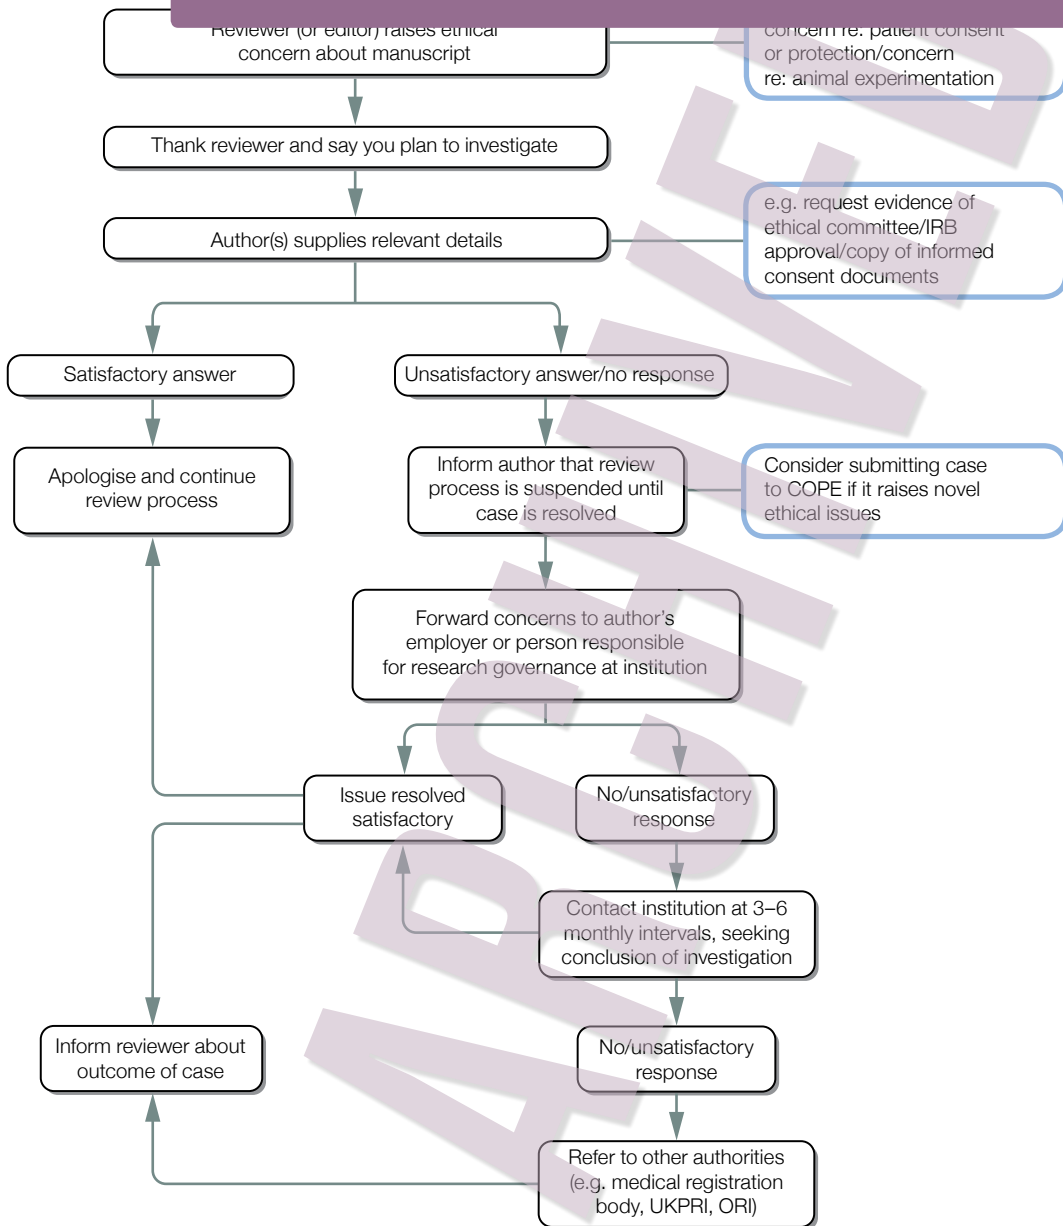 Reviewer (or editor) raises ethical
concern about manuscript
concern re: patient consent
or protection/concern
re: animal experimentation
Thank reviewer and say you plan to investigate
Author(s) supplies relevant details
e.g. request evidence of
ethical committee/IRB
approval/copy of informed
consent documents
Satisfactory answer
Unsatisfactory answer/no response
Apologise and continue
review process
Inform author that review
process is suspended until
case is resolved
Consider submitting case
to COPE if it raises novel
ethical issues
Forward concerns to author’s
employer or person responsible
for research governance at institution
Issue resolved
satisfactory
No/unsatisfactory
response
Contact institution at 3–6
monthly intervals, seeking
conclusion of investigation
Inform reviewer about
outcome of case
No/unsatisfactory
response
Refer to other authorities
(e.g. medical registration
body, UKPRI, ORI)
ARCHIVED